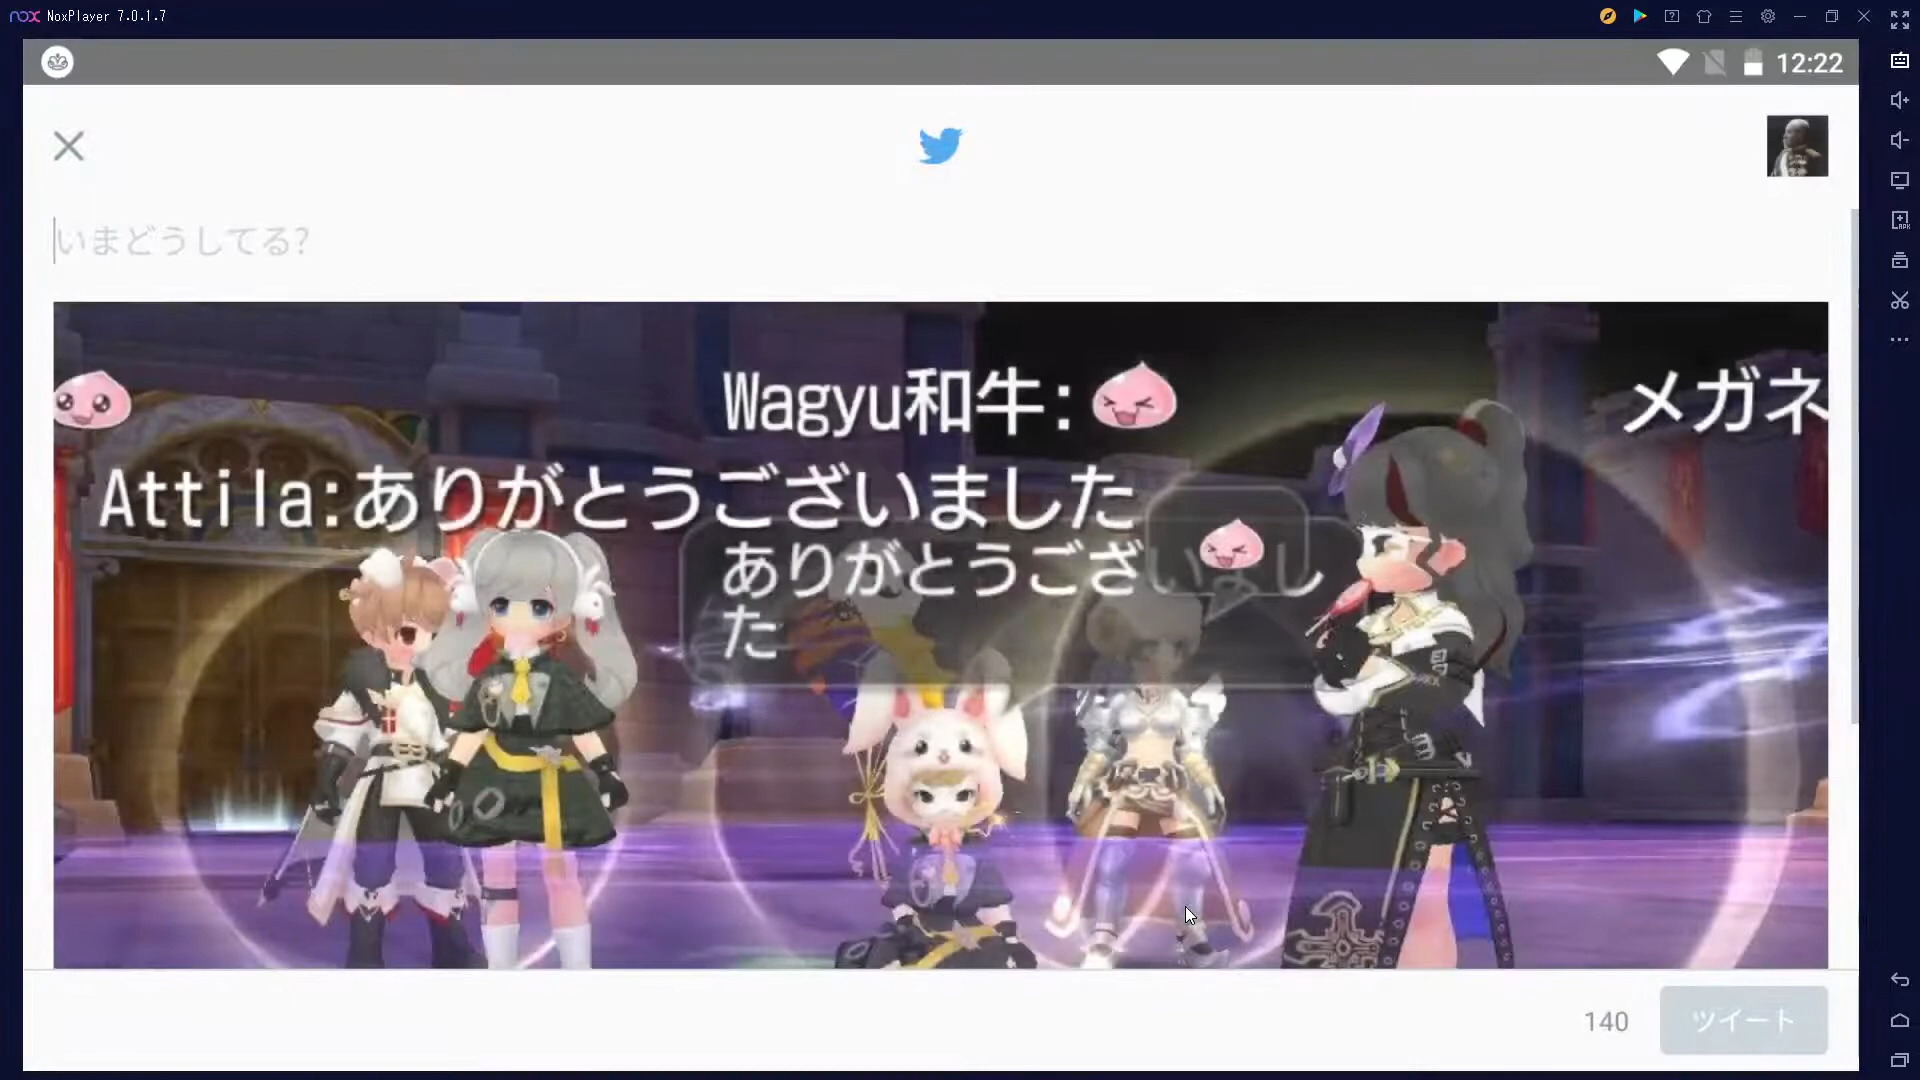 nox NoxPlayer 7.0.1.7
12:22
いまどうしてる?
Wagyu和牛:
メガネ
Attila:ありがとうございました
ありがとうございまし
た
140
ツイート